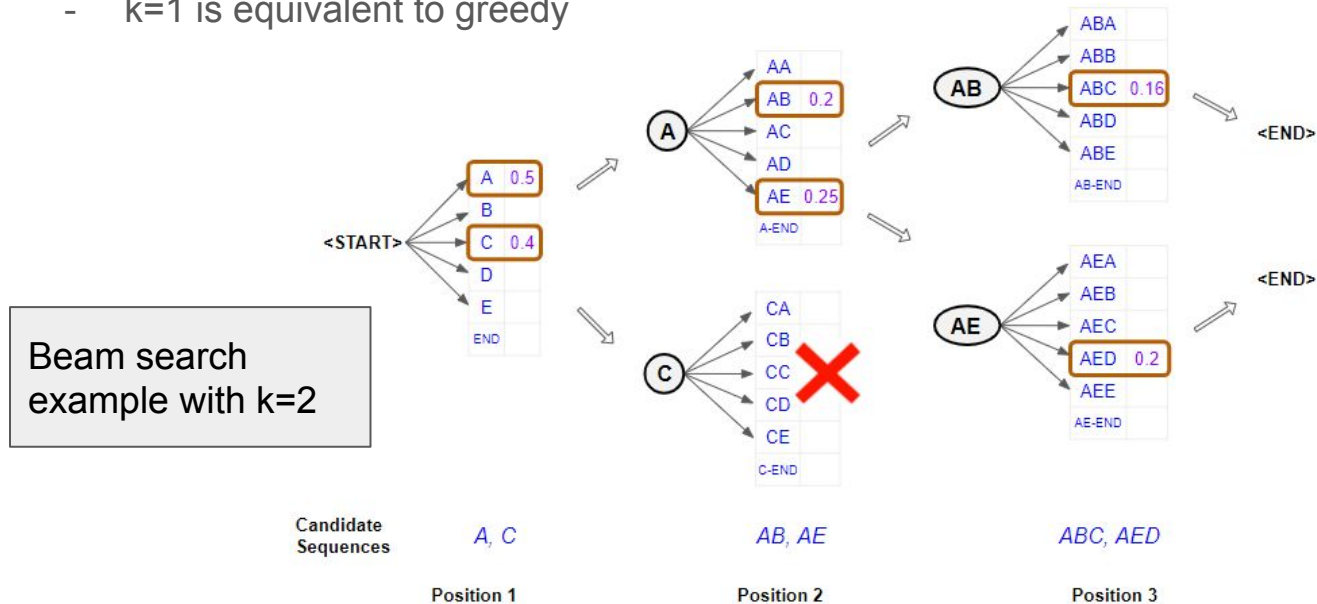 - k=1 is equivalent to greedy
<START>
A 0.5
B
C 0.4
D
E
END
A
AA
AB 0.2
AC
AD
AE 0.25
A-END
C
CA
CB
CC
CD
CE
C-END
AB
ABA
ABB
ABC 0.16
ABD
ABE
AB-END
<END>
AE
AEA
AEB
AEC
AED 0.2
AEE
AE-END
<END>
Beam search
example with k=2
Candidate
Sequences
A, C
AB, AE
ABC, AED
Position 1
Position 2
Position 3